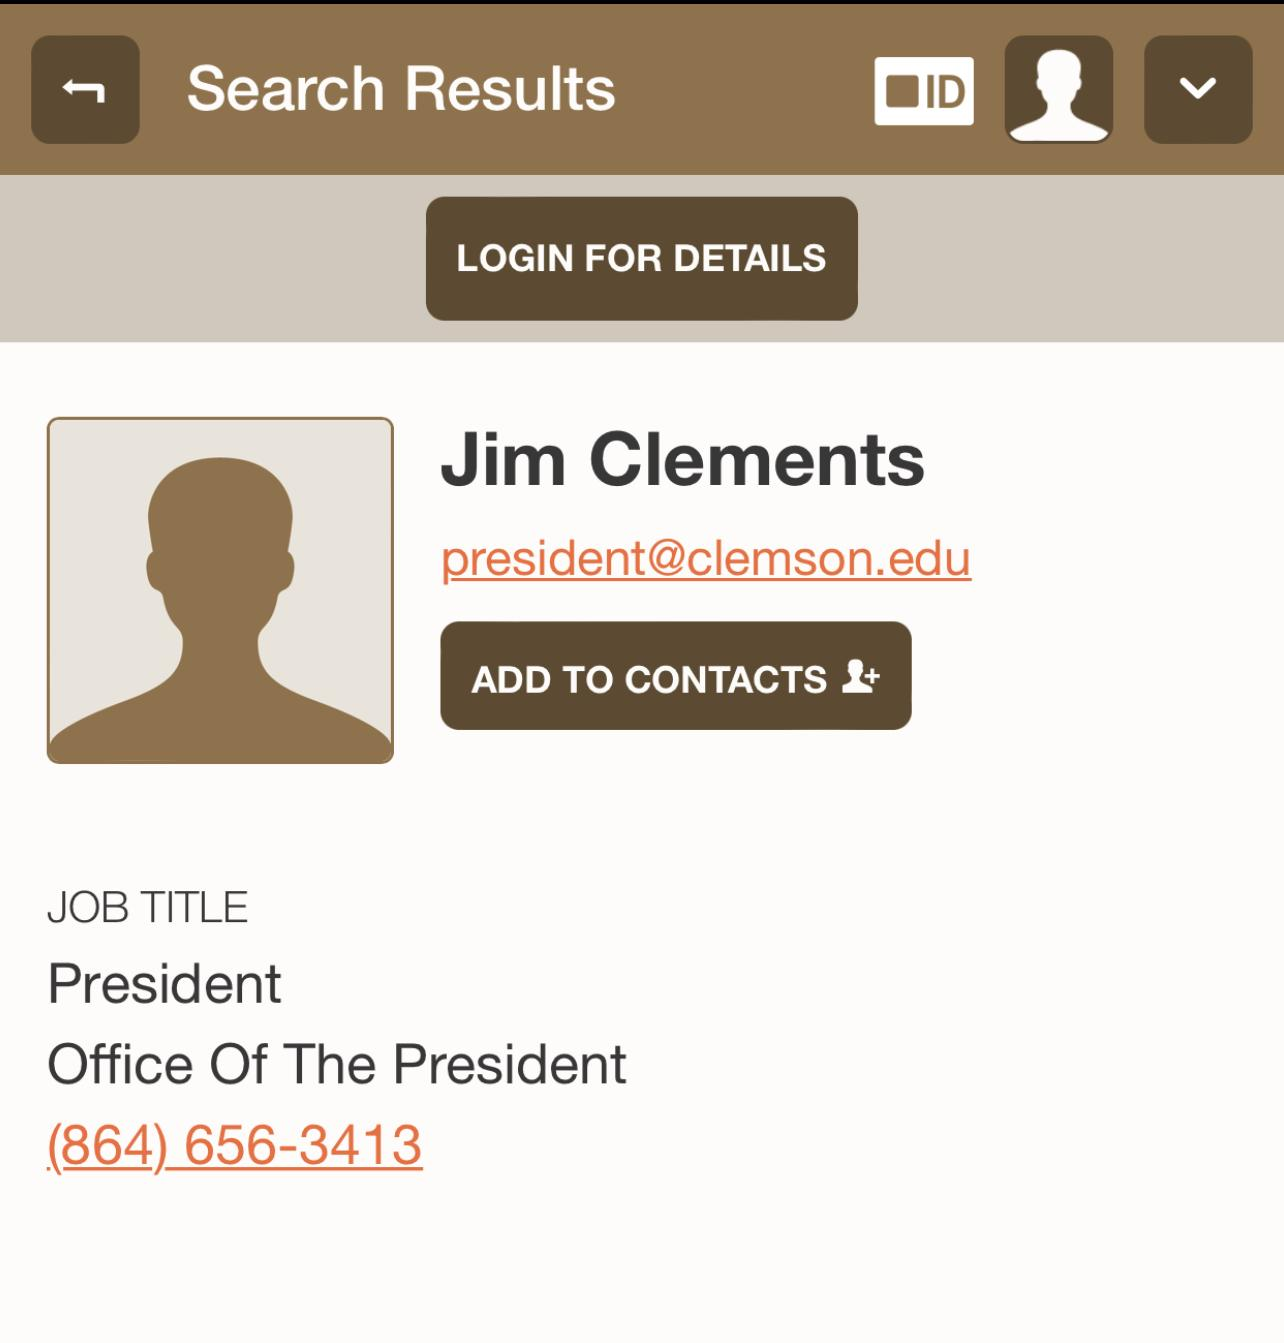 Search Results
ID
LOGIN FOR DETAILS
Jim Clements
president@clemson.edu
ADD TO CONTACTS
JOB TITLE
President
Office Of The President
(864) 656-3413